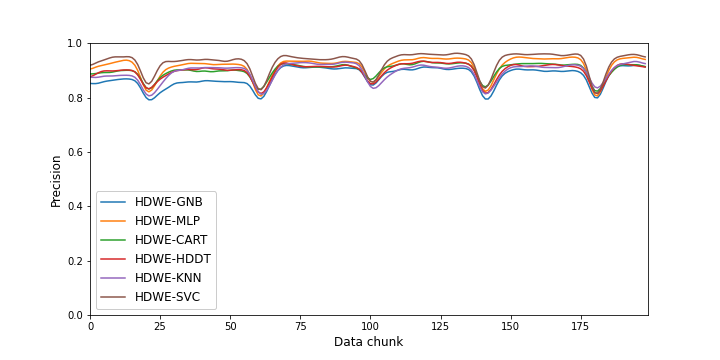 1.0
0.8
0.6
0.4
0.2
0.0
Precision
HDWE-GNB
HDWE-MLP
HDWE-CART
HDWE-HDDT
HDWE-KNN
HDWE-SVC
0 25 50 75 100 125 150 175
Data chunk